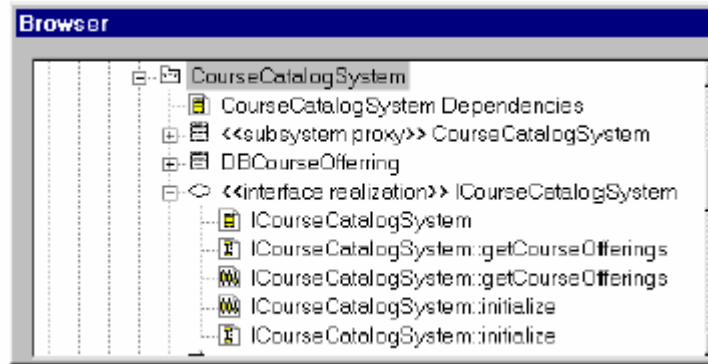 Browser
CourseCatalogSystem
CourseCatalogSystem Dependencies
<<subsystem proxy>> CourseCatalogSystem
DBCourseOfferring
<<interface realization>> ICourseCatalogSystem
ICourseCatalogSystem
ICourseCatalogSystem::getCourseOfferings
ICourseCatalogSystem::getCourseOfferings
ICourseCatalogSystem::initialize
ICourseCatalogSystem::initialize